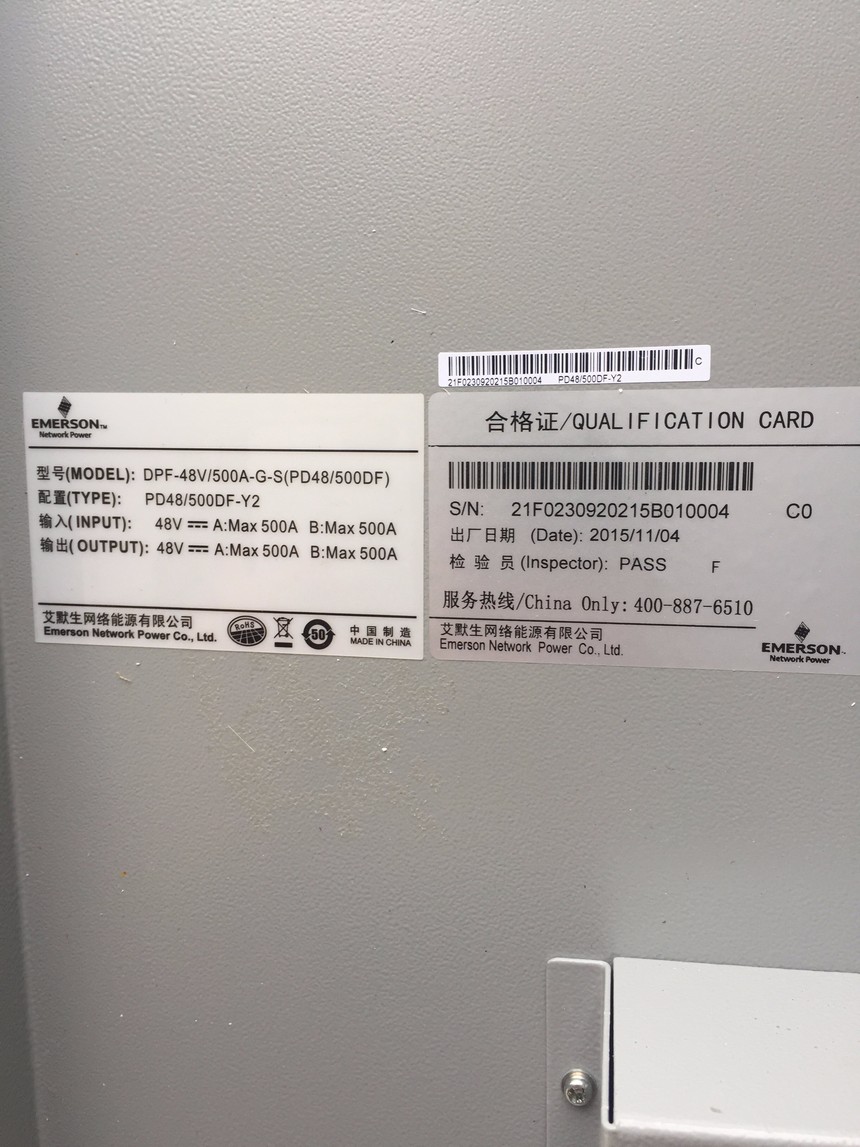 21F0230920215B010004 PD48/500DF-Y2
C
EMERSON™
Network Power
型号(MODEL): DPF-48V/500A-G-S(PD48/500DF)
配置(TYPE): PD48/500DF-Y2
输入(INPUT): 48V ⎓ A:Max 500A B:Max 500A
输出(OUTPUT): 48V ⎓ A:Max 500A B:Max 500A
艾默生网络能源有限公司
Emerson Network Power Co., Ltd.
RoHS
50
中国制造
MADE IN CHINA
合格证/QUALIFICATION CARD
S/N: 21F0230920215B010004 C0
出厂日期 (Date): 2015/11/04
检验员 (Inspector): PASS F
服务热线/China Only: 400-887-6510
艾默生网络能源有限公司
Emerson Network Power Co., Ltd.
EMERSON™
Network Power